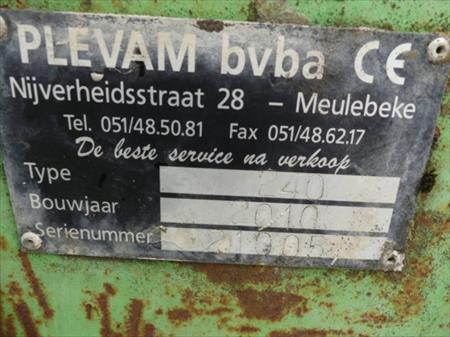 PLEVAM bvba CE
Nijverheidsstraat 28 - Meulebeke
Tel. 051/48.50.81 Fax 051/48.62.17
De beste service na verkoop
Type 240
Bouwjaar 2010
Serienummer